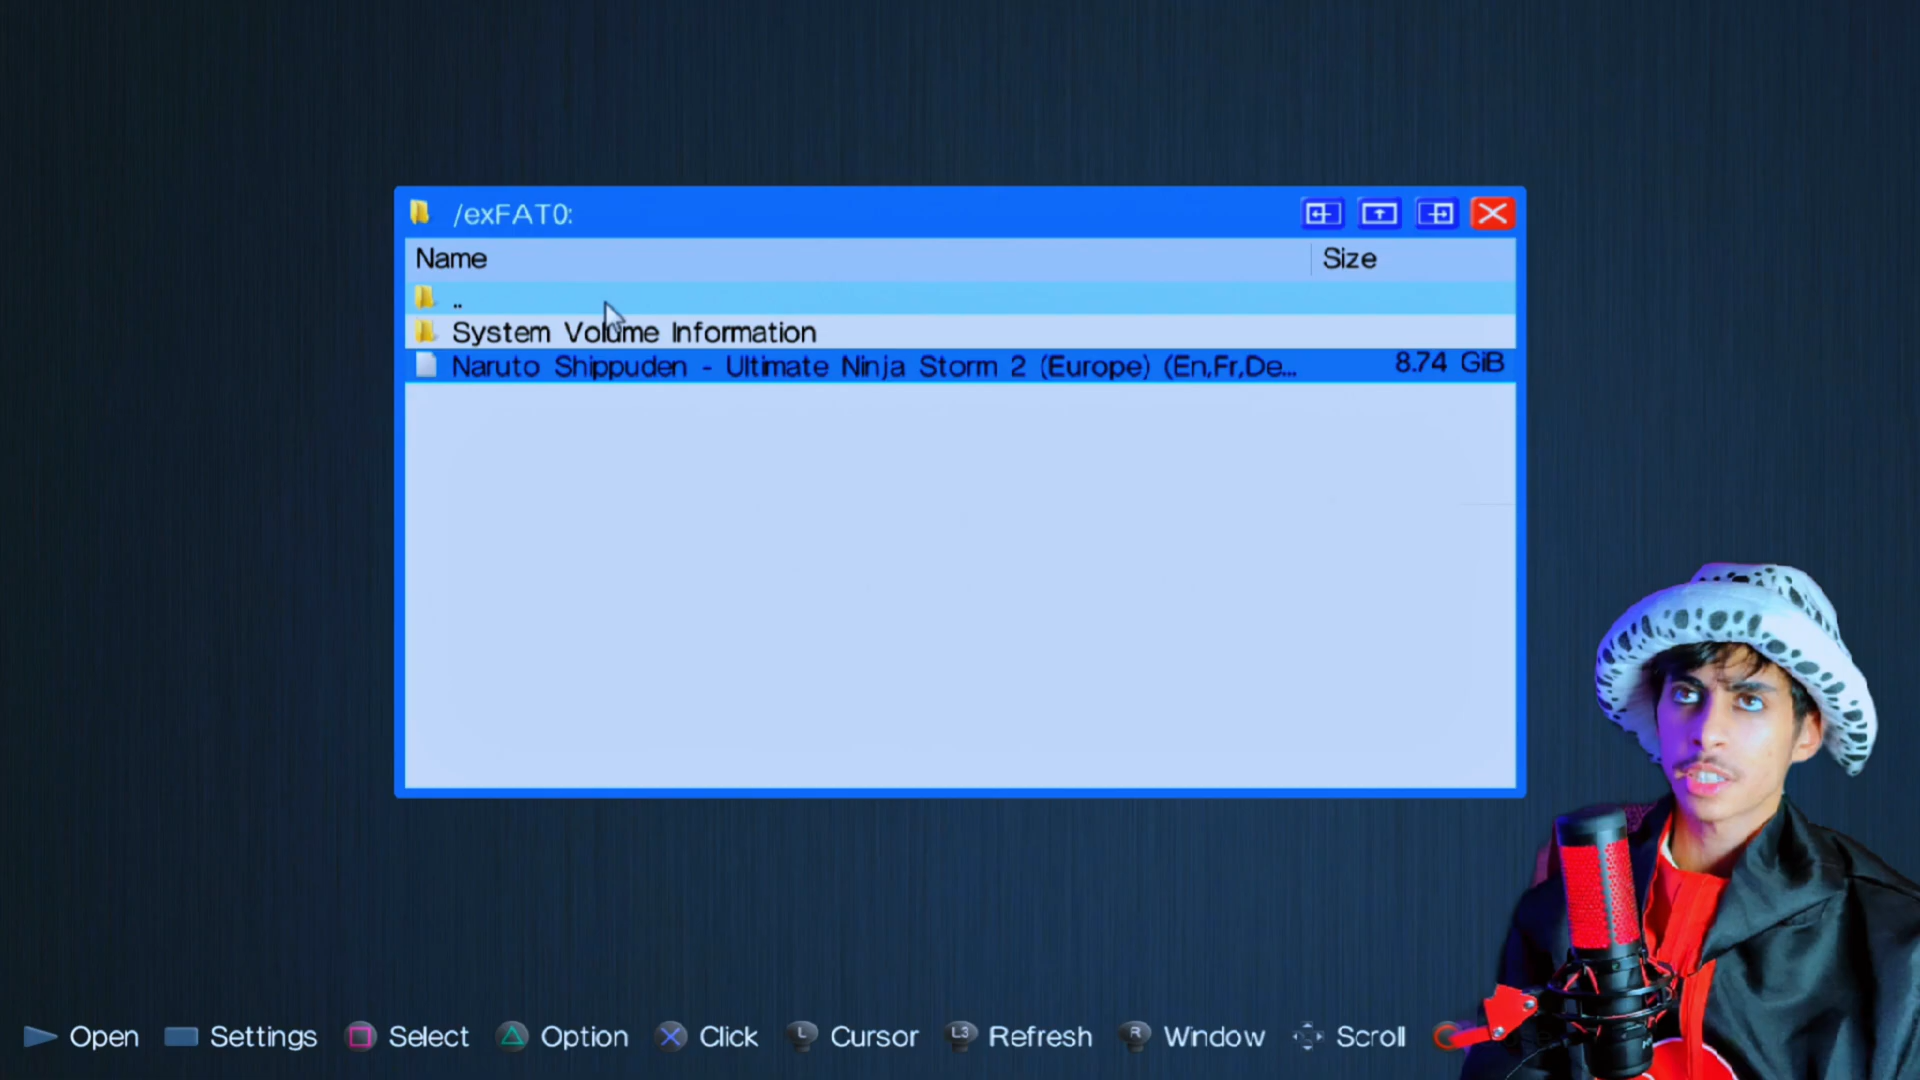 /exFAT0:
Name Size
..
System Volume Information
Naruto Shippuden - Ultimate Ninja Storm 2 (Europe) (En,Fr,De... 8.74 GiB
Open Settings Select Option Click L Cursor L3 Refresh R Window Scroll